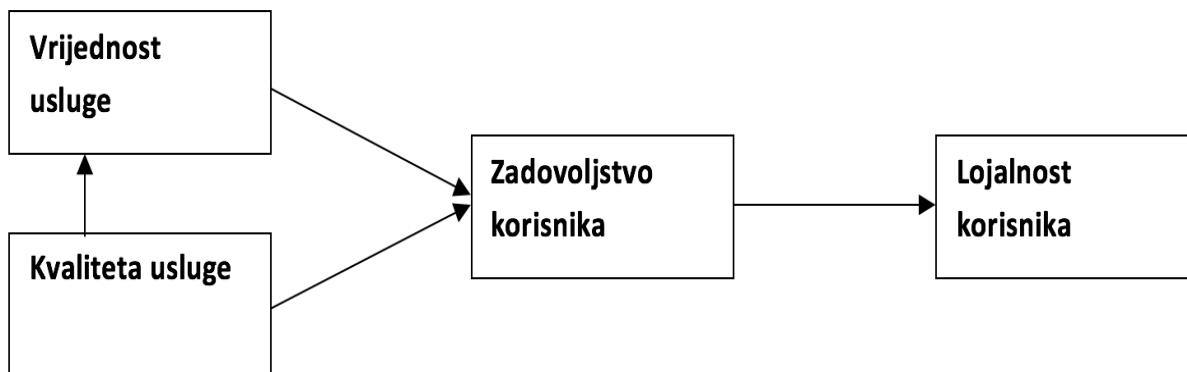 Vrijednost
usluge
Kvaliteta usluge
Zadovoljstvo
korisnika
Lojalnost
korisnika